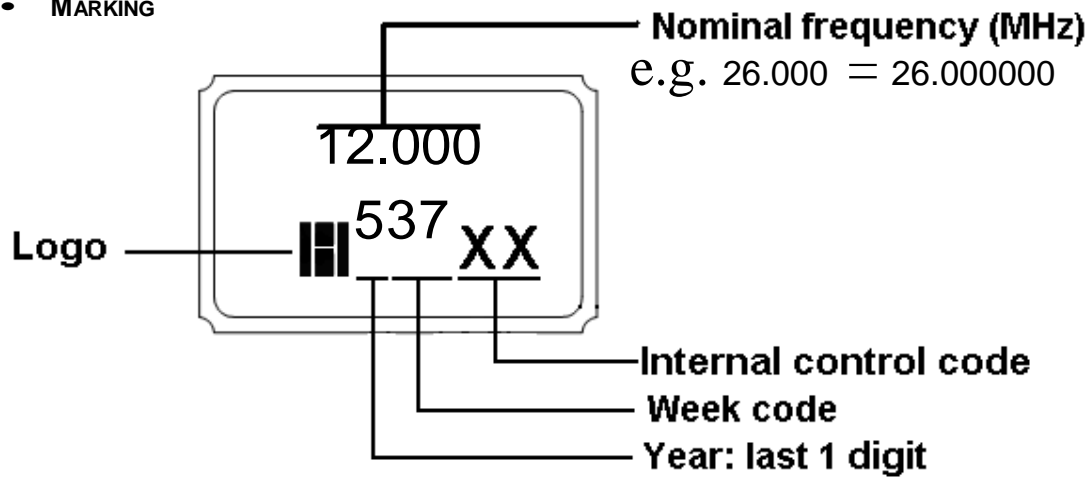 • MARKING
Nominal frequency (MHz)
e.g. 26.000 = 26.000000
12.000
537 XX
Logo
Internal control code
Week code
Year: last 1 digit